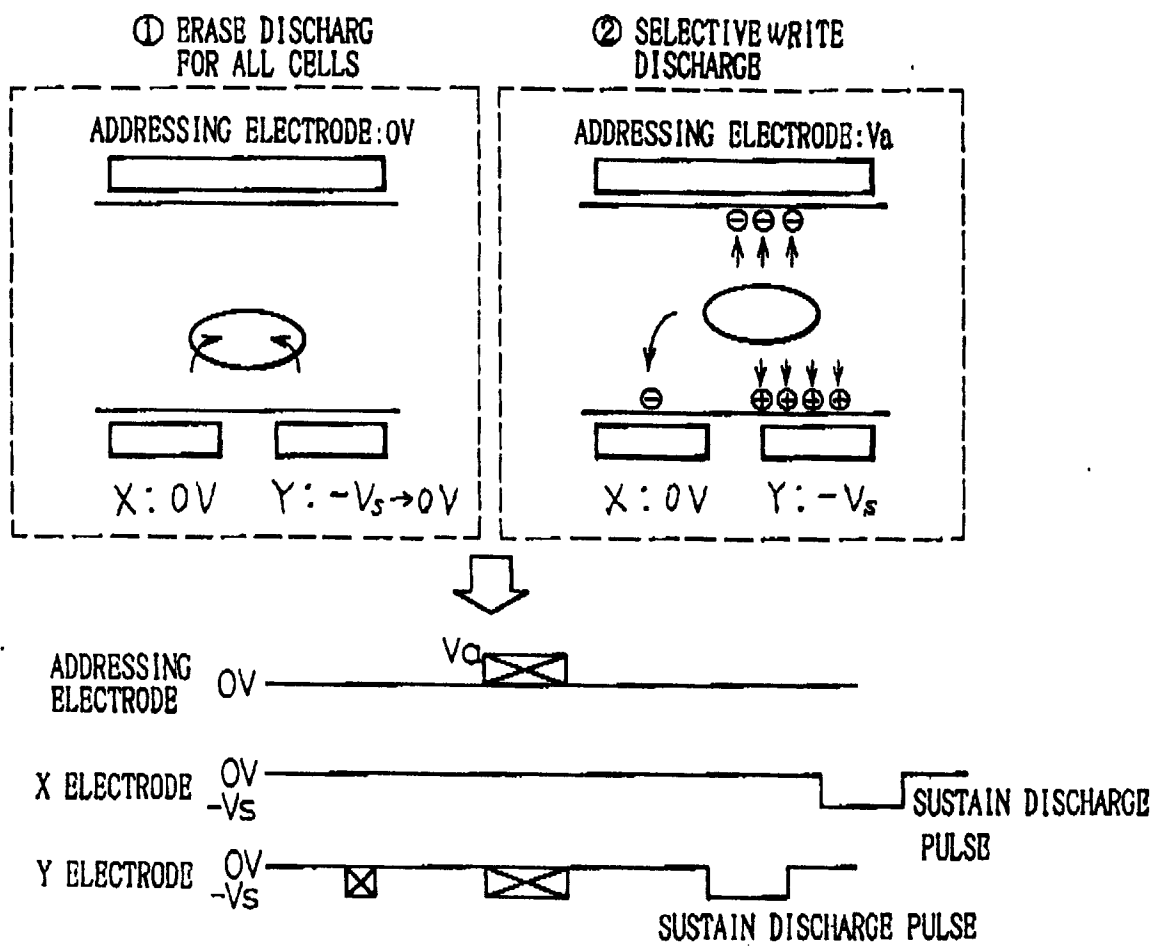 ① ERASE DISCHARG
FOR ALL CELLS
② SELECTIVE WRITE
DISCHARGE
ADDRESSING ELECTRODE:0V
X:0V Y:-Vs→0V
ADDRESSING ELECTRODE:Va
⊖ ⊖ ⊖
⊖ ⊕ ⊕ ⊕ ⊕
X:0V Y:-Vs
Va
ADDRESSING
ELECTRODE 0V
X ELECTRODE 0V
-Vs
SUSTAIN DISCHARGE
PULSE
Y ELECTRODE 0V
-Vs
SUSTAIN DISCHARGE PULSE